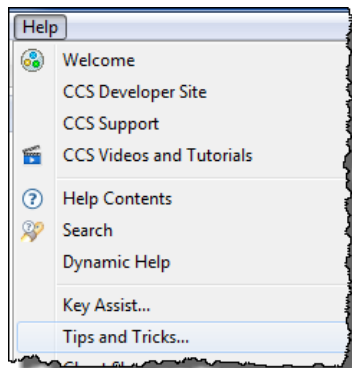 Help
Welcome
CCS Developer Site
CCS Support
CCS Videos and Tutorials
Help Contents
Search
Dynamic Help
Key Assist...
Tips and Tricks...